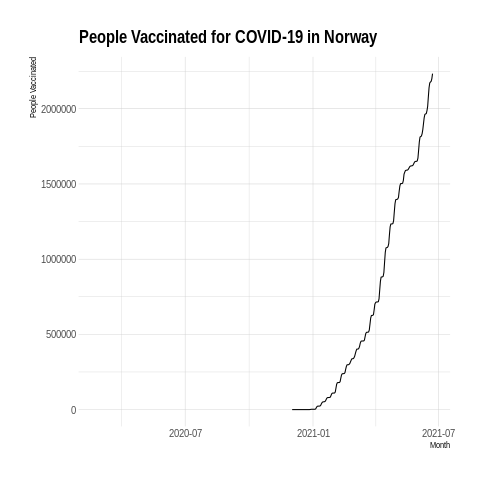 People Vaccinated for COVID-19 in Norway
People Vaccinated
2000000
1500000
1000000
500000
0
2020-07
2021-01
2021-07
Month